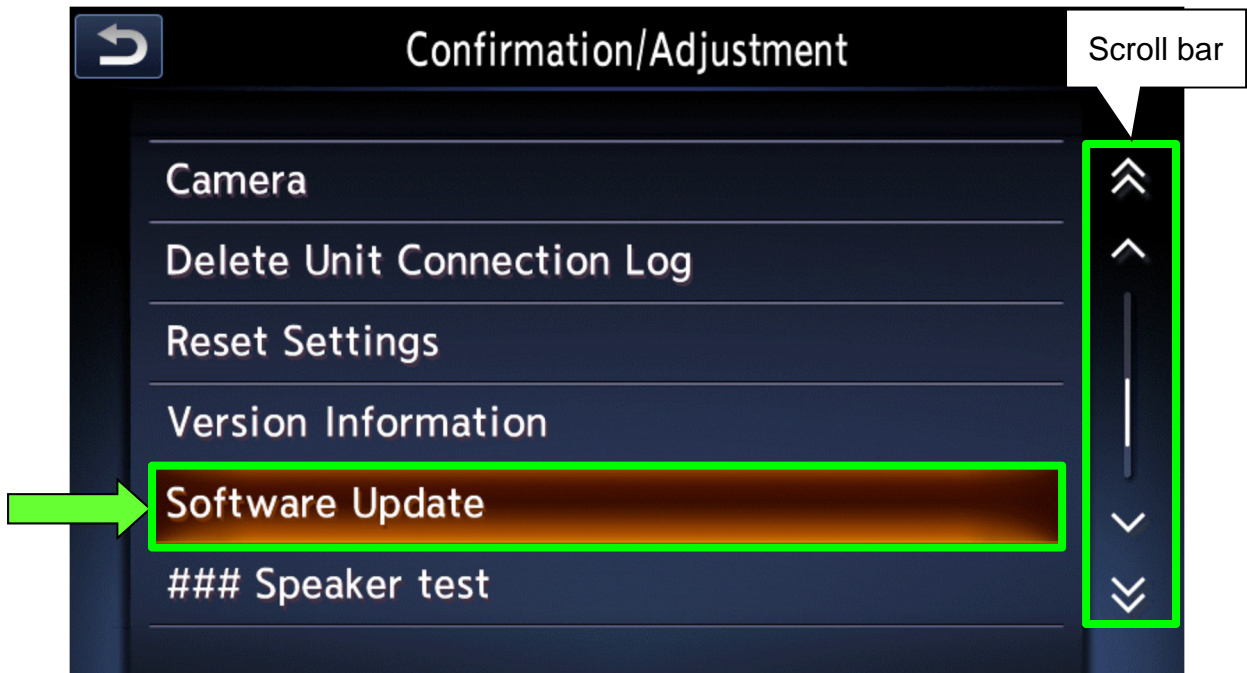 Confirmation/Adjustment
Scroll bar
Camera
Delete Unit Connection Log
Reset Settings
Version Information
Software Update
### Speaker test